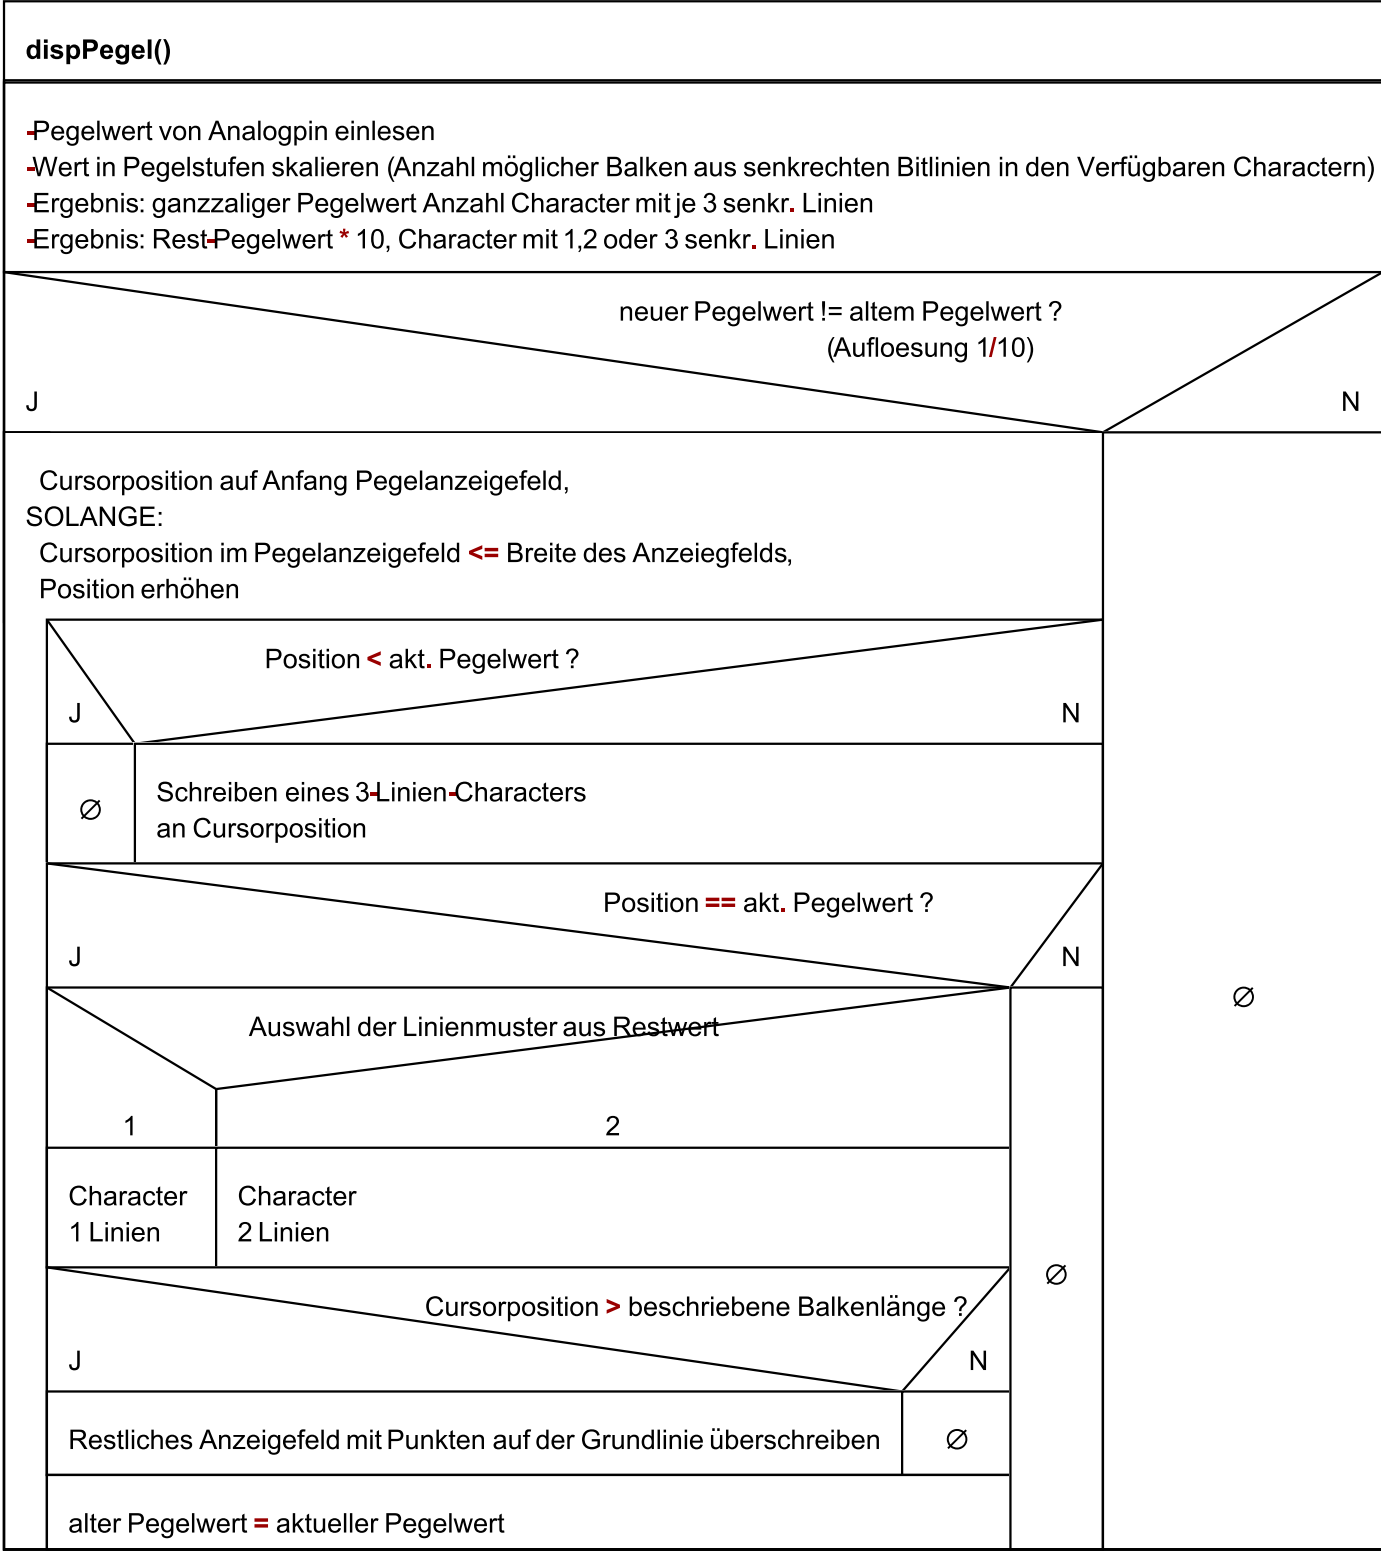 dispPegel()
-Pegelwert von Analogpin einlesen
-Wert in Pegelstufen skalieren (Anzahl möglicher Balken aus senkrechten Bitlinien in den Verfügbaren Charactern)
-Ergebnis: ganzzaliger Pegelwert Anzahl Character mit je 3 senkr. Linien
-Ergebnis: Rest-Pegelwert * 10, Character mit 1,2 oder 3 senkr. Linien
neuer Pegelwert != altem Pegelwert ?
(Aufloesung 1/10)
J
N
Cursorposition auf Anfang Pegelanzeigefeld,
SOLANGE:
Cursorposition im Pegelanzeigefeld <= Breite des Anzeiegfelds,
Position erhöhen
Position < akt. Pegelwert ?
J
N
∅
Schreiben eines 3-Linien-Characters
an Cursorposition
Position == akt. Pegelwert ?
J
N
∅
Auswahl der Linienmuster aus Restwert
1
2
Character
1 Linien
Character
2 Linien
∅
Cursorposition > beschriebene Balkenlänge ?
J
N
Restliches Anzeigefeld mit Punkten auf der Grundlinie überschreiben
∅
alter Pegelwert = aktueller Pegelwert